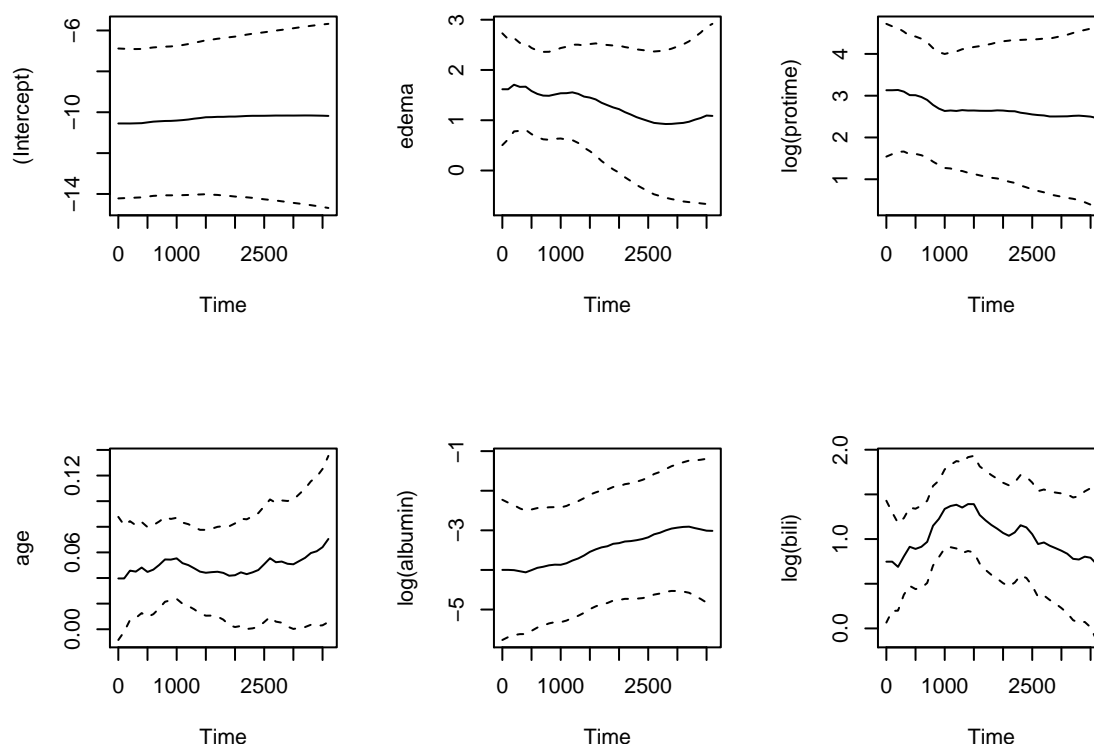 (Intercept)
−6
−10
−14
0 1000 2500
Time
edema
3
2
1
0
0 1000 2500
Time
log(protime)
4
3
2
1
0 1000 2500
Time
age
0.12
0.06
0.00
0 1000 2500
Time
log(albumin)
−1
−3
−5
0 1000 2500
Time
log(bili)
2.0
1.0
0.0
0 1000 2500
Time